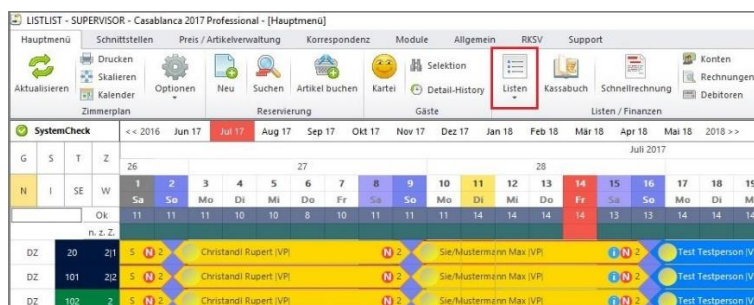 LISTLIST - SUPERVISOR - Casablanca 2017 Professional - [Hauptmenü]
Hauptmenü Schnittstellen Preis / Artikelverwaltung Korrespondenz Module Allgemein RKSV Support
Drucken Selektion Konten
Skalieren Rechnungen
Aktualisieren Kalender Optionen Neu Suchen Artikel buchen Kartei Detail-History Listen Kassabuch Schnellrechnung Debitoren
Zimmerplan Reservierung Gäste Listen / Finanzen
SystemCheck << 2016 Jun 17 Jul 17 Aug 17 Sep 17 Okt 17 Nov 17 Dez 17 Jan 18 Feb 18 Mär 18 Apr 18 Mai 18 2018 >>
Juli 2017
G S T Z 26 27 28
N I SE W 1 2 3 4 5 6 7 8 9 10 11 12 13 14 15 16 17 18 19
Sa So Mo Di Mi Do Fr Sa So Mo Di Mi Do Fr Sa So Mo Di M
Ok 11 11 10 10 8 10 11 11 11 11 14 14 14 14 13 13 14 14 14
n. z. Z.
DZ 20 2|1 S N 2 Christandl Rupert |VP| N 2 Sie/Mustermann Max |VP| i N 2 Test Testperson |V
DZ 101 2|2 S N 2 Christandl Rupert |VP| N 2 Sie/Mustermann Max |VP| i N 2 Test Testperson |V
DZ 102 2 S N 2 Christandl Rupert |VP| N 2 Sie/Mustermann Max |VP| i N 2 Test Testperson |V